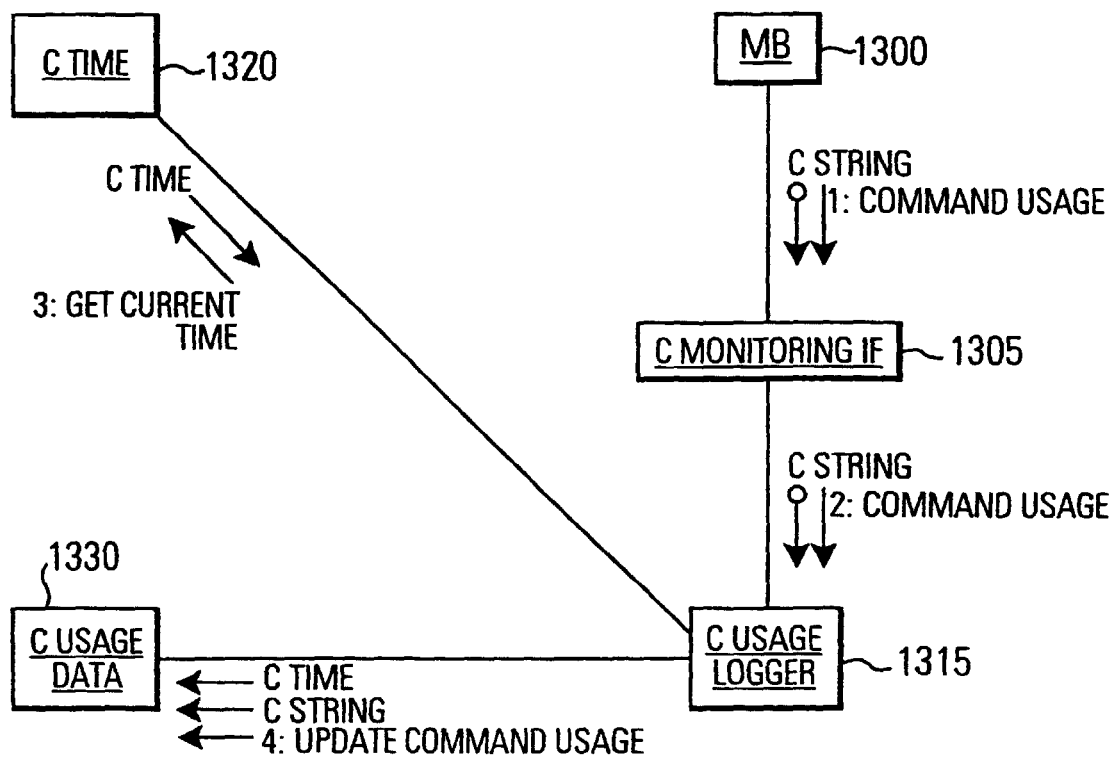 C TIME
1320
MB
1300
C TIME
3: GET CURRENT
TIME
C STRING
1: COMMAND USAGE
C MONITORING IF
1305
C STRING
2: COMMAND USAGE
1330
C USAGE
DATA
C TIME
C STRING
4: UPDATE COMMAND USAGE
C USAGE
LOGGER
1315